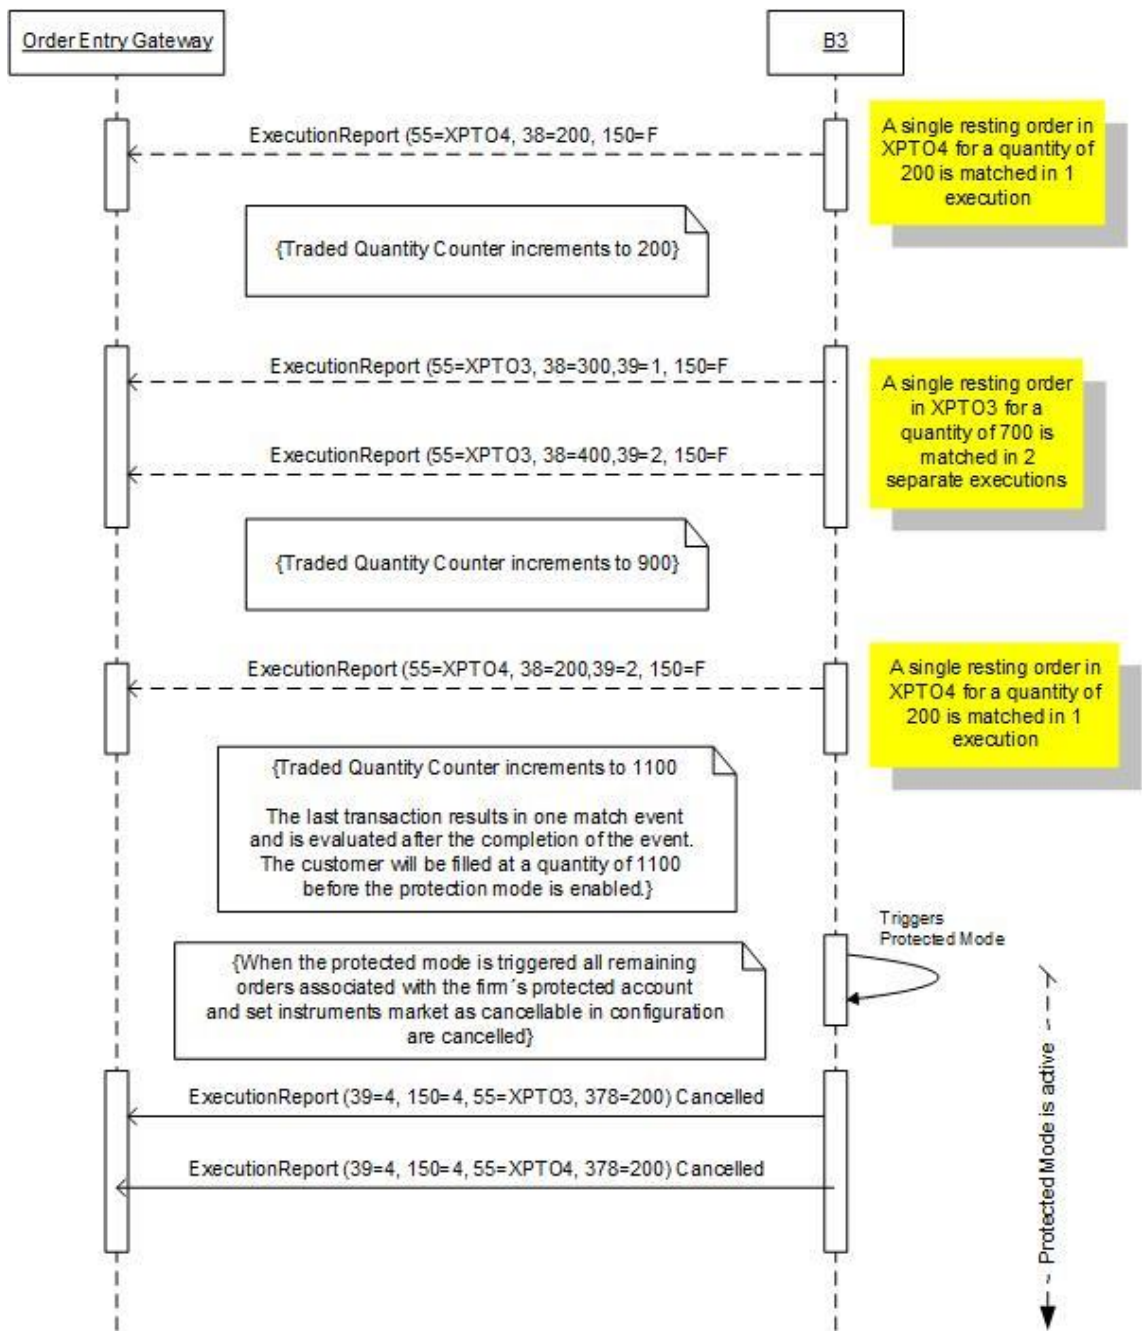 Order Entry Gateway
B3
ExecutionReport (55=XPTO4, 38=200, 150=F
A single resting order in
XPTO4 for a quantity of
200 is matched in 1
execution
{Traded Quantity Counter increments to 200}
ExecutionReport (55=XPTO3, 38=300,39=1, 150=F
ExecutionReport (55=XPTO3, 38=400,39=2, 150=F
A single resting order
in XPTO3 for a
quantity of 700 is
matched in 2
separate executions
{Traded Quantity Counter increments to 900}
ExecutionReport (55=XPTO4, 38=200,39=2, 150=F
A single resting order in
XPTO4 for a quantity of
200 is matched in 1
execution
{Traded Quantity Counter increments to 1100
The last transaction results in one match event
and is evaluated after the completion of the event.
The customer will be filled at a quantity of 1100
before the protection mode is enabled.}
Triggers
Protected Mode
{When the protected mode is triggered all remaining
orders associated with the firm´s protected account
and set instruments market as cancellable in configuration
are cancelled}
ExecutionReport (39=4, 150=4, 55=XPTO3, 378=200) Cancelled
ExecutionReport (39=4, 150=4, 55=XPTO4, 378=200) Cancelled
Protected Mode is active